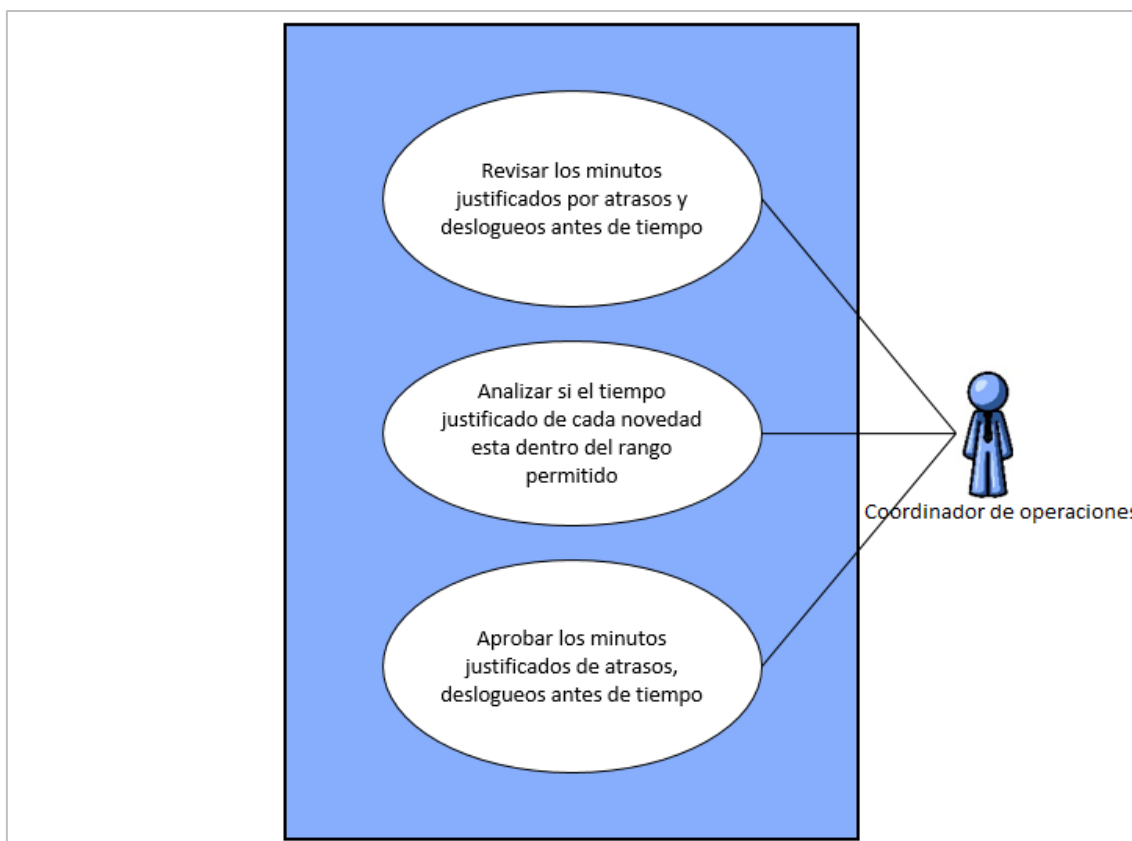 Revisar los minutos
justificados por atrasos y
deslogueos antes de tiempo
Analizar si el tiempo
justificado de cada novedad
esta dentro del rango
permitido
Coordinador de operaciones
Aprobar los minutos
justificados de atrasos,
deslogueos antes de tiempo